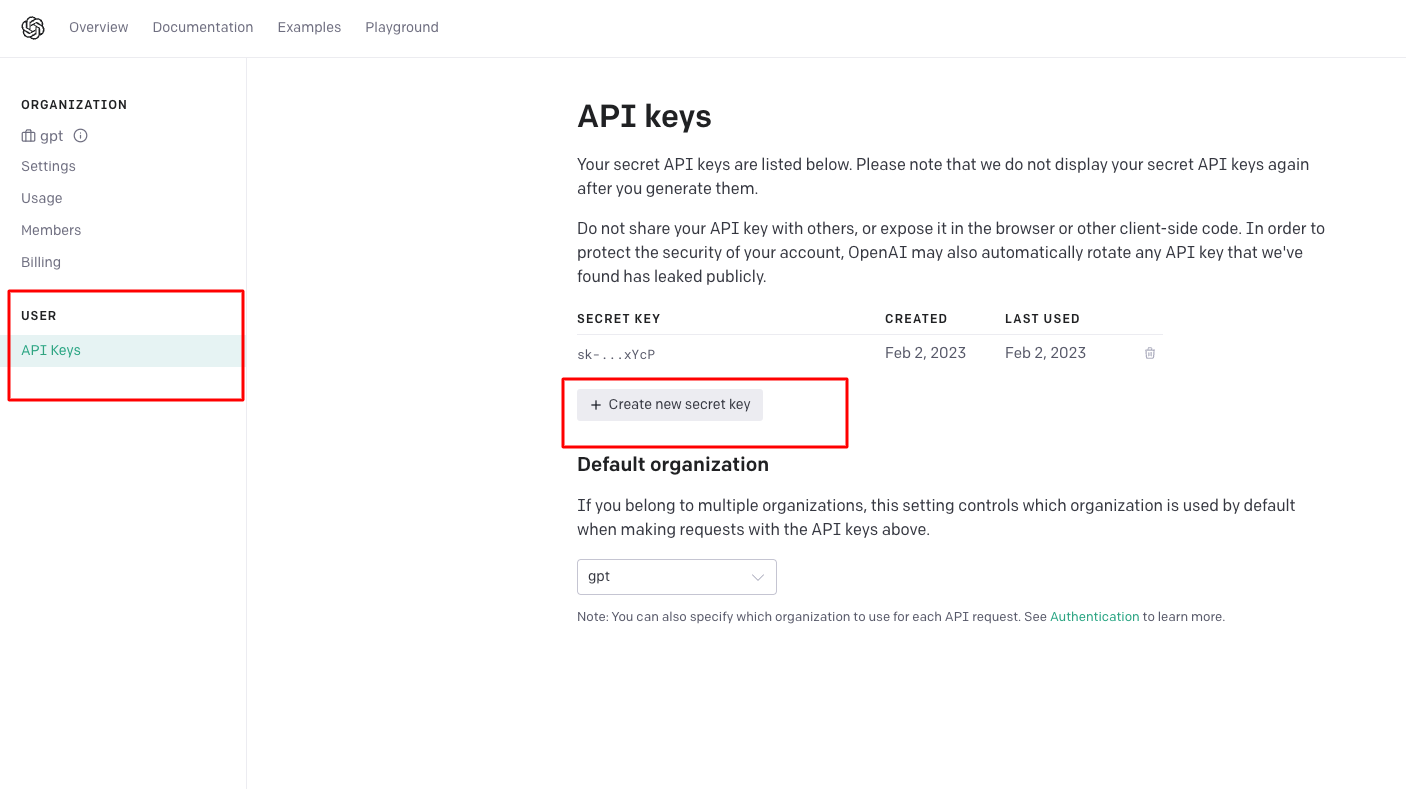 Overview Documentation Examples Playground
ORGANIZATION
gpt
Settings
Usage
Members
Billing
USER
API Keys
API keys
Your secret API keys are listed below. Please note that we do not display your secret API keys again
after you generate them.
Do not share your API key with others, or expose it in the browser or other client-side code. In order to
protect the security of your account, OpenAI may also automatically rotate any API key that we've
found has leaked publicly.
SECRET KEY CREATED LAST USED
sk-...xYcP Feb 2, 2023 Feb 2, 2023
+ Create new secret key
Default organization
If you belong to multiple organizations, this setting controls which organization is used by default
when making requests with the API keys above.
gpt
Note: You can also specify which organization to use for each API request. See Authentication to learn more.